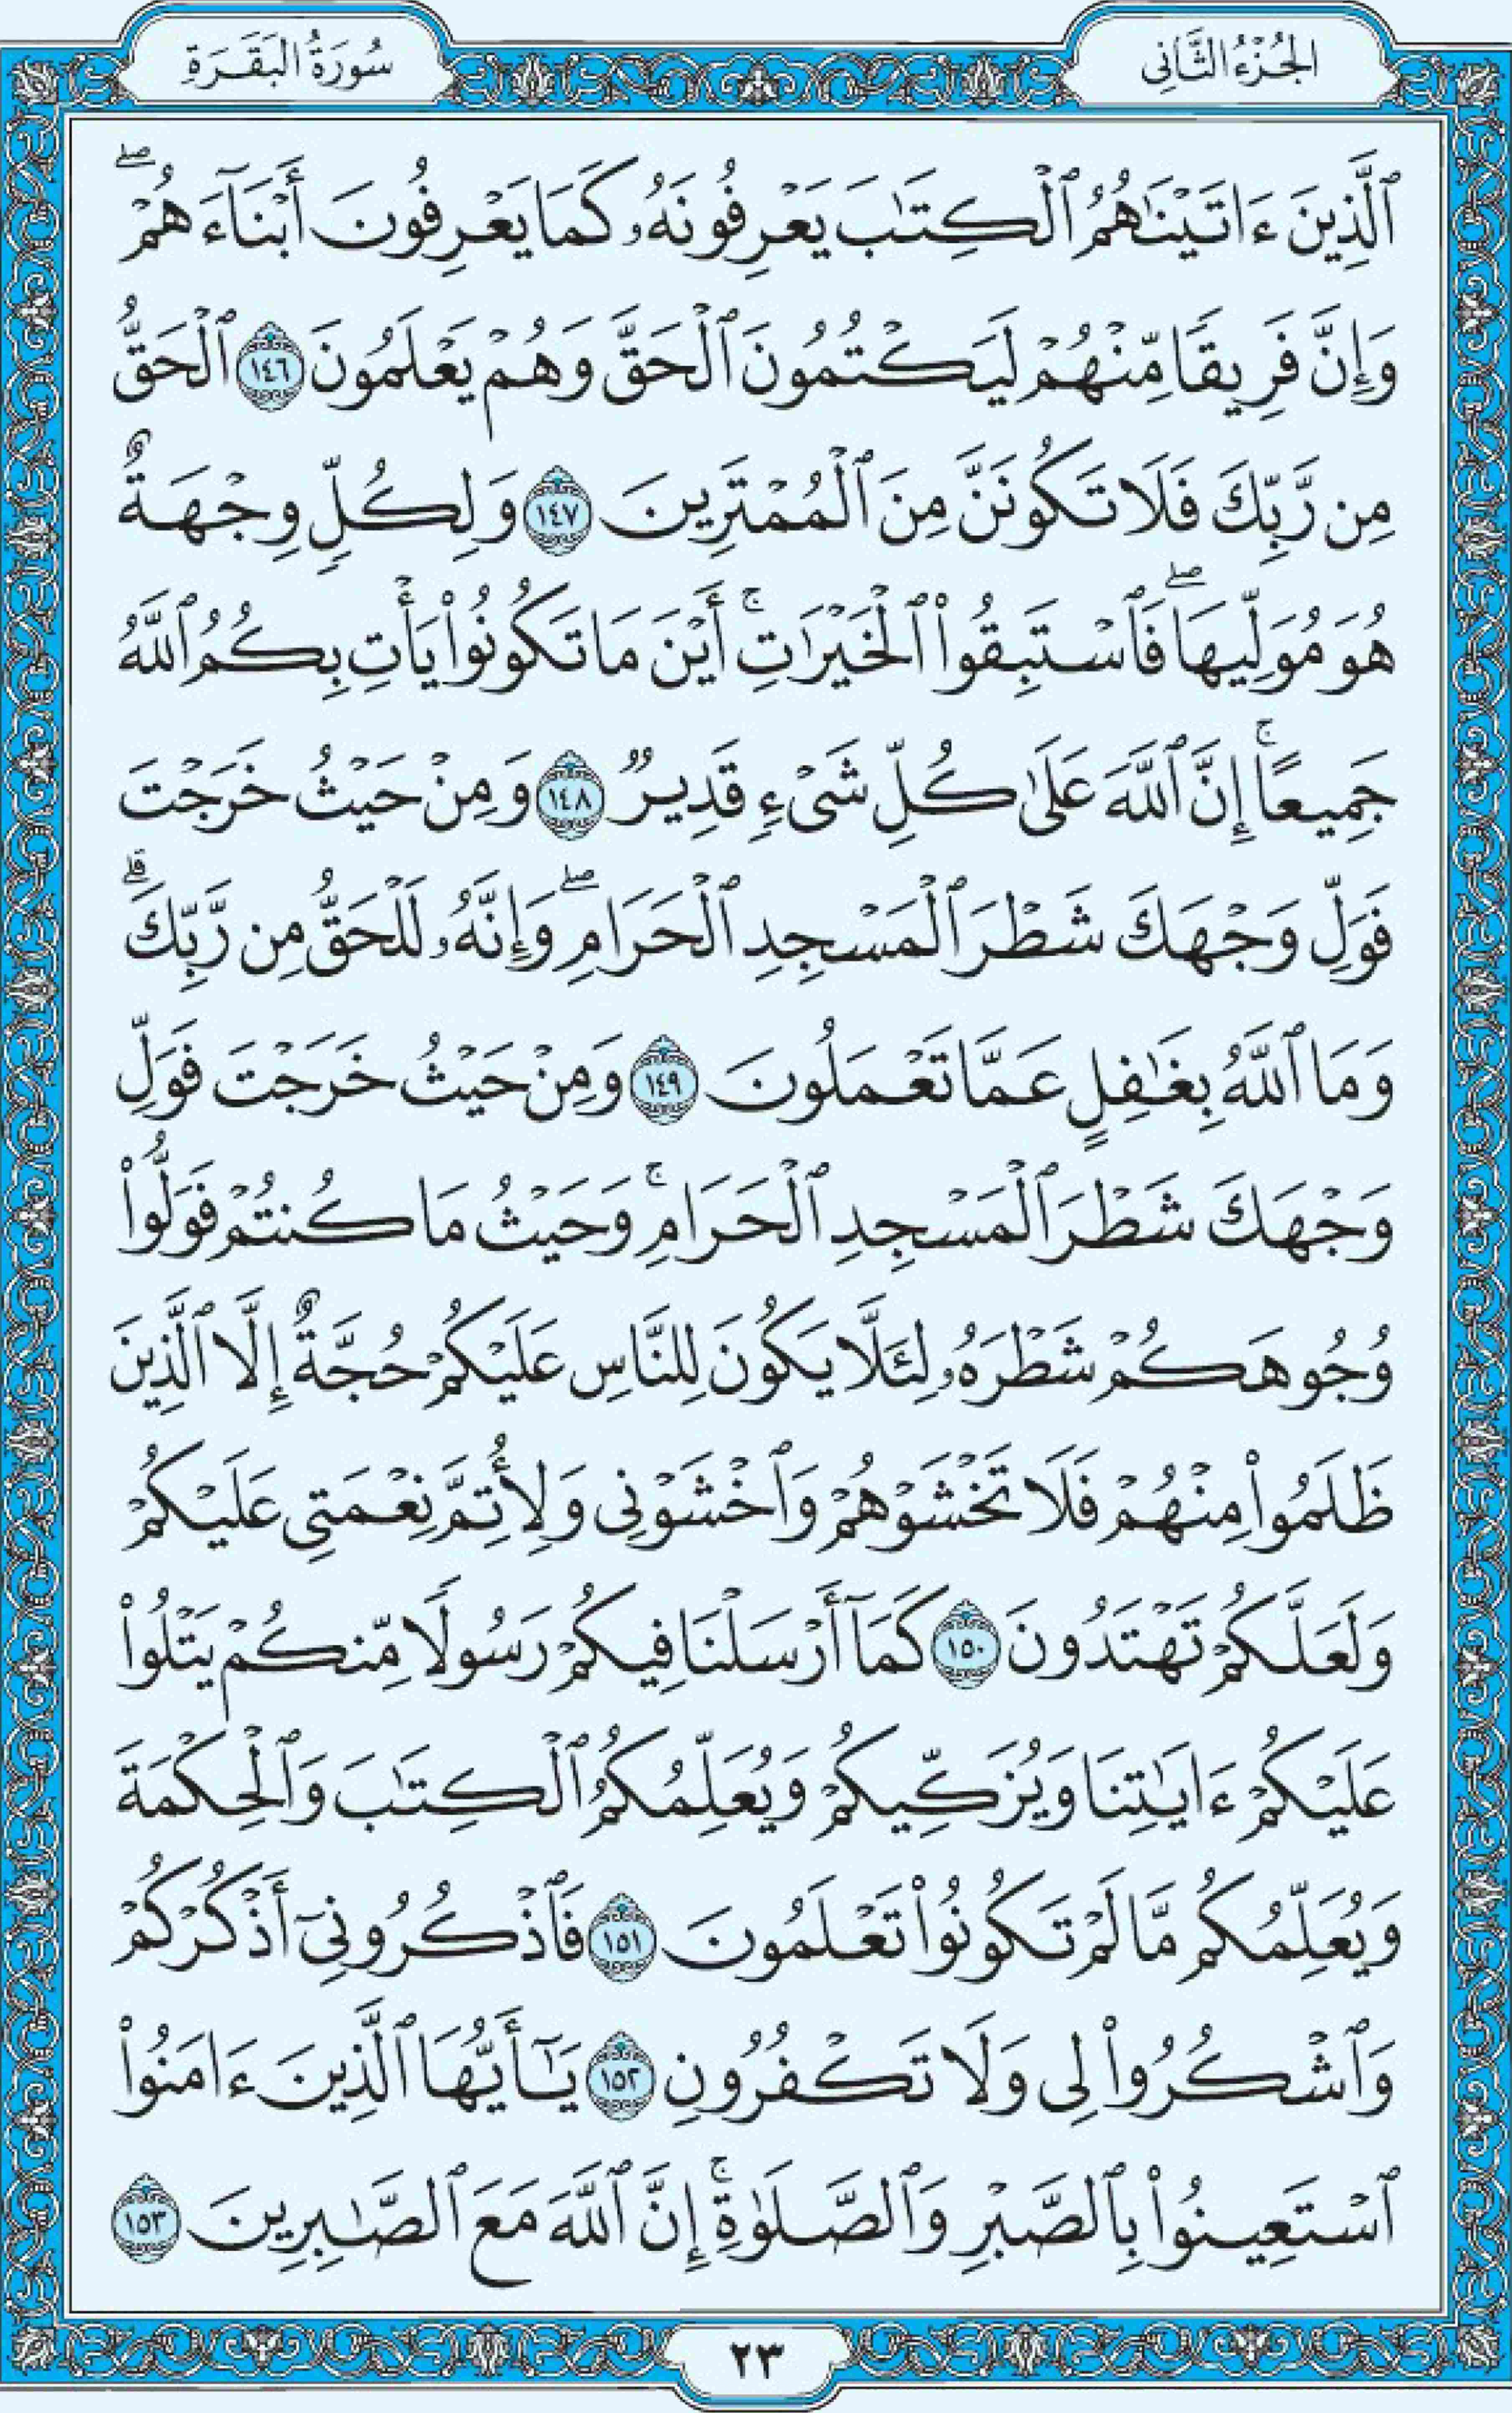 الجُزْءُ الثَّانِى
سُورَةُ البَقَرَةِ
ٱلَّذِينَ ءَاتَيْنَٰهُمُ ٱلْكِتَٰبَ يَعْرِفُونَهُۥ كَمَا يَعْرِفُونَ أَبْنَآءَهُمْۖ
وَإِنَّ فَرِيقًا مِّنْهُمْ لَيَكْتُمُونَ ٱلْحَقَّ وَهُمْ يَعْلَمُونَ ١٤٦ ٱلْحَقُّ
مِن رَّبِّكَ فَلَا تَكُونَنَّ مِنَ ٱلْمُمْتَرِينَ ١٤٧ وَلِكُلٍّ وِجْهَةٌ
هُوَ مُوَلِّيهَاۖ فَٱسْتَبِقُوا۟ ٱلْخَيْرَٰتِۚ أَيْنَ مَا تَكُونُوا۟ يَأْتِ بِكُمُ ٱللَّهُ
جَمِيعًاۚ إِنَّ ٱللَّهَ عَلَىٰ كُلِّ شَىْءٍ قَدِيرٌ ١٤٨ وَمِنْ حَيْثُ خَرَجْتَ
فَوَلِّ وَجْهَكَ شَطْرَ ٱلْمَسْجِدِ ٱلْحَرَامِۖ وَإِنَّهُۥ لَلْحَقُّ مِن رَّبِّكَۗ
وَمَا ٱللَّهُ بِغَٰفِلٍ عَمَّا تَعْمَلُونَ ١٤٩ وَمِنْ حَيْثُ خَرَجْتَ فَوَلِّ
وَجْهَكَ شَطْرَ ٱلْمَسْجِدِ ٱلْحَرَامِۚ وَحَيْثُ مَا كُنتُمْ فَوَلُّوا۟
وُجُوهَكُمْ شَطْرَهُۥ لِئَلَّا يَكُونَ لِلنَّاسِ عَلَيْكُمْ حُجَّةٌ إِلَّا ٱلَّذِينَ
ظَلَمُوا۟ مِنْهُمْ فَلَا تَخْشَوْهُمْ وَٱخْشَوْنِى وَلِأُتِمَّ نِعْمَتِى عَلَيْكُمْ
وَلَعَلَّكُمْ تَهْتَدُونَ ١٥٠ كَمَآ أَرْسَلْنَا فِيكُمْ رَسُولًا مِّنكُمْ يَتْلُوا۟
عَلَيْكُمْ ءَايَٰتِنَا وَيُزَكِّيكُمْ وَيُعَلِّمُكُمُ ٱلْكِتَٰبَ وَٱلْحِكْمَةَ
وَيُعَلِّمُكُم مَّا لَمْ تَكُونُوا۟ تَعْلَمُونَ ١٥١ فَٱذْكُرُونِىٓ أَذْكُرْكُمْ
وَٱشْكُرُوا۟ لِى وَلَا تَكْفُرُونِ ١٥٢ يَٰٓأَيُّهَا ٱلَّذِينَ ءَامَنُوا۟
ٱسْتَعِينُوا۟ بِٱلصَّبْرِ وَٱلصَّلَوٰةِۚ إِنَّ ٱللَّهَ مَعَ ٱلصَّٰبِرِينَ ١٥٣
٢٣